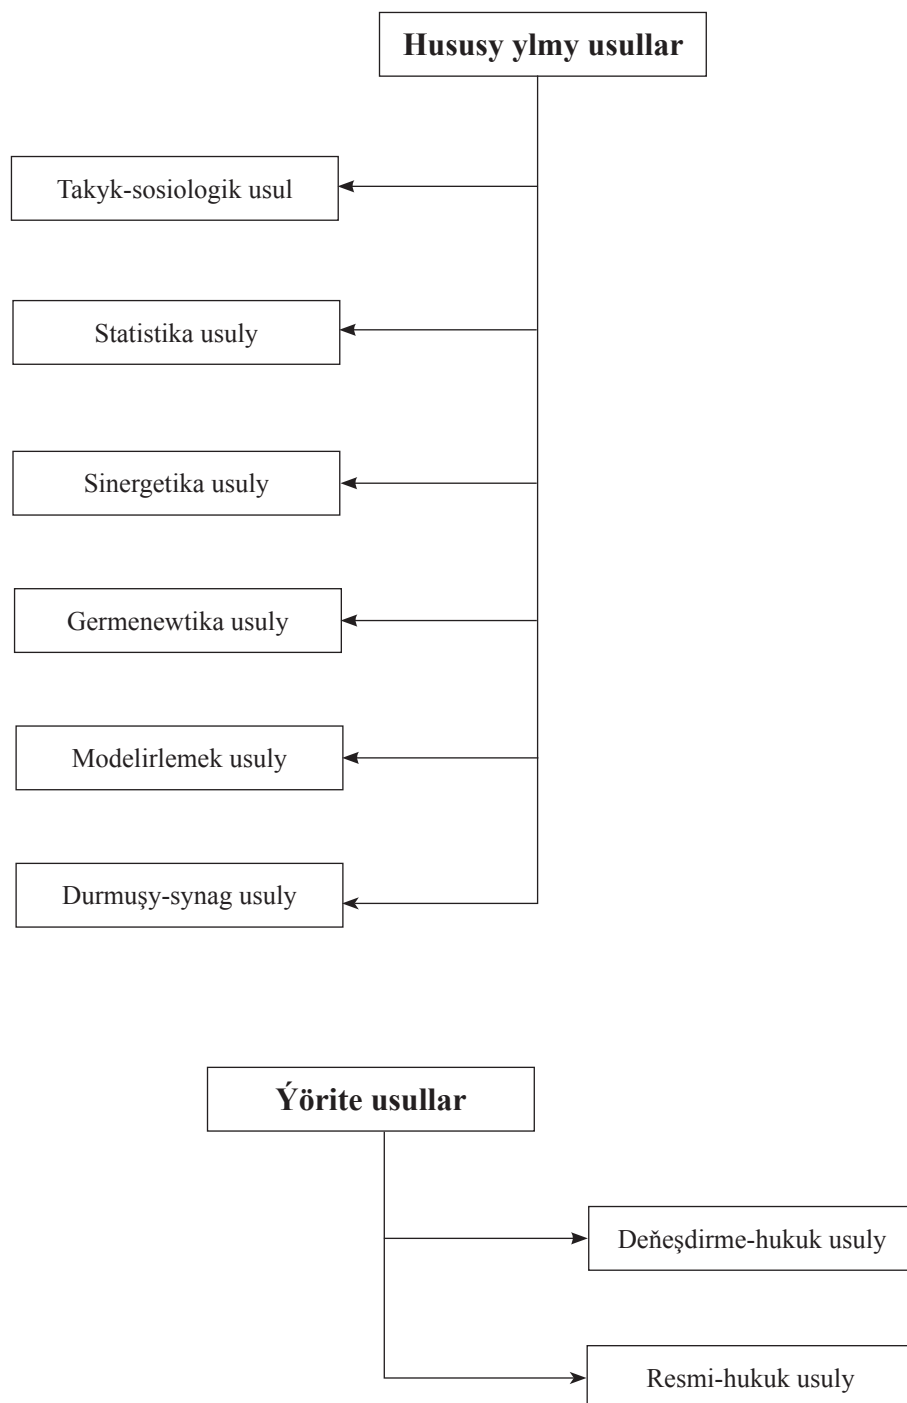 Hususy ylmy usullar
Takyk-sosiologik usul
Statistika usuly
Sinergetika usuly
Germenewtika usuly
Modelirlemek usuly
Durmuşy-synag usuly
Ýörite usullar
Deňeşdirme-hukuk usuly
Resmi-hukuk usuly